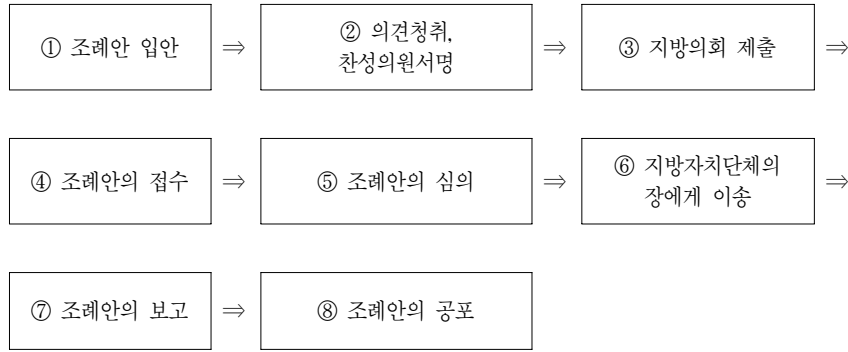 ① 조례안 입안 ⇒ ② 의견청취,
찬성의원서명 ⇒ ③ 지방의회 제출 ⇒
④ 조례안의 접수 ⇒ ⑤ 조례안의 심의 ⇒ ⑥ 지방자치단체의
장에게 이송 ⇒
⑦ 조례안의 보고 ⇒ ⑧ 조례안의 공포